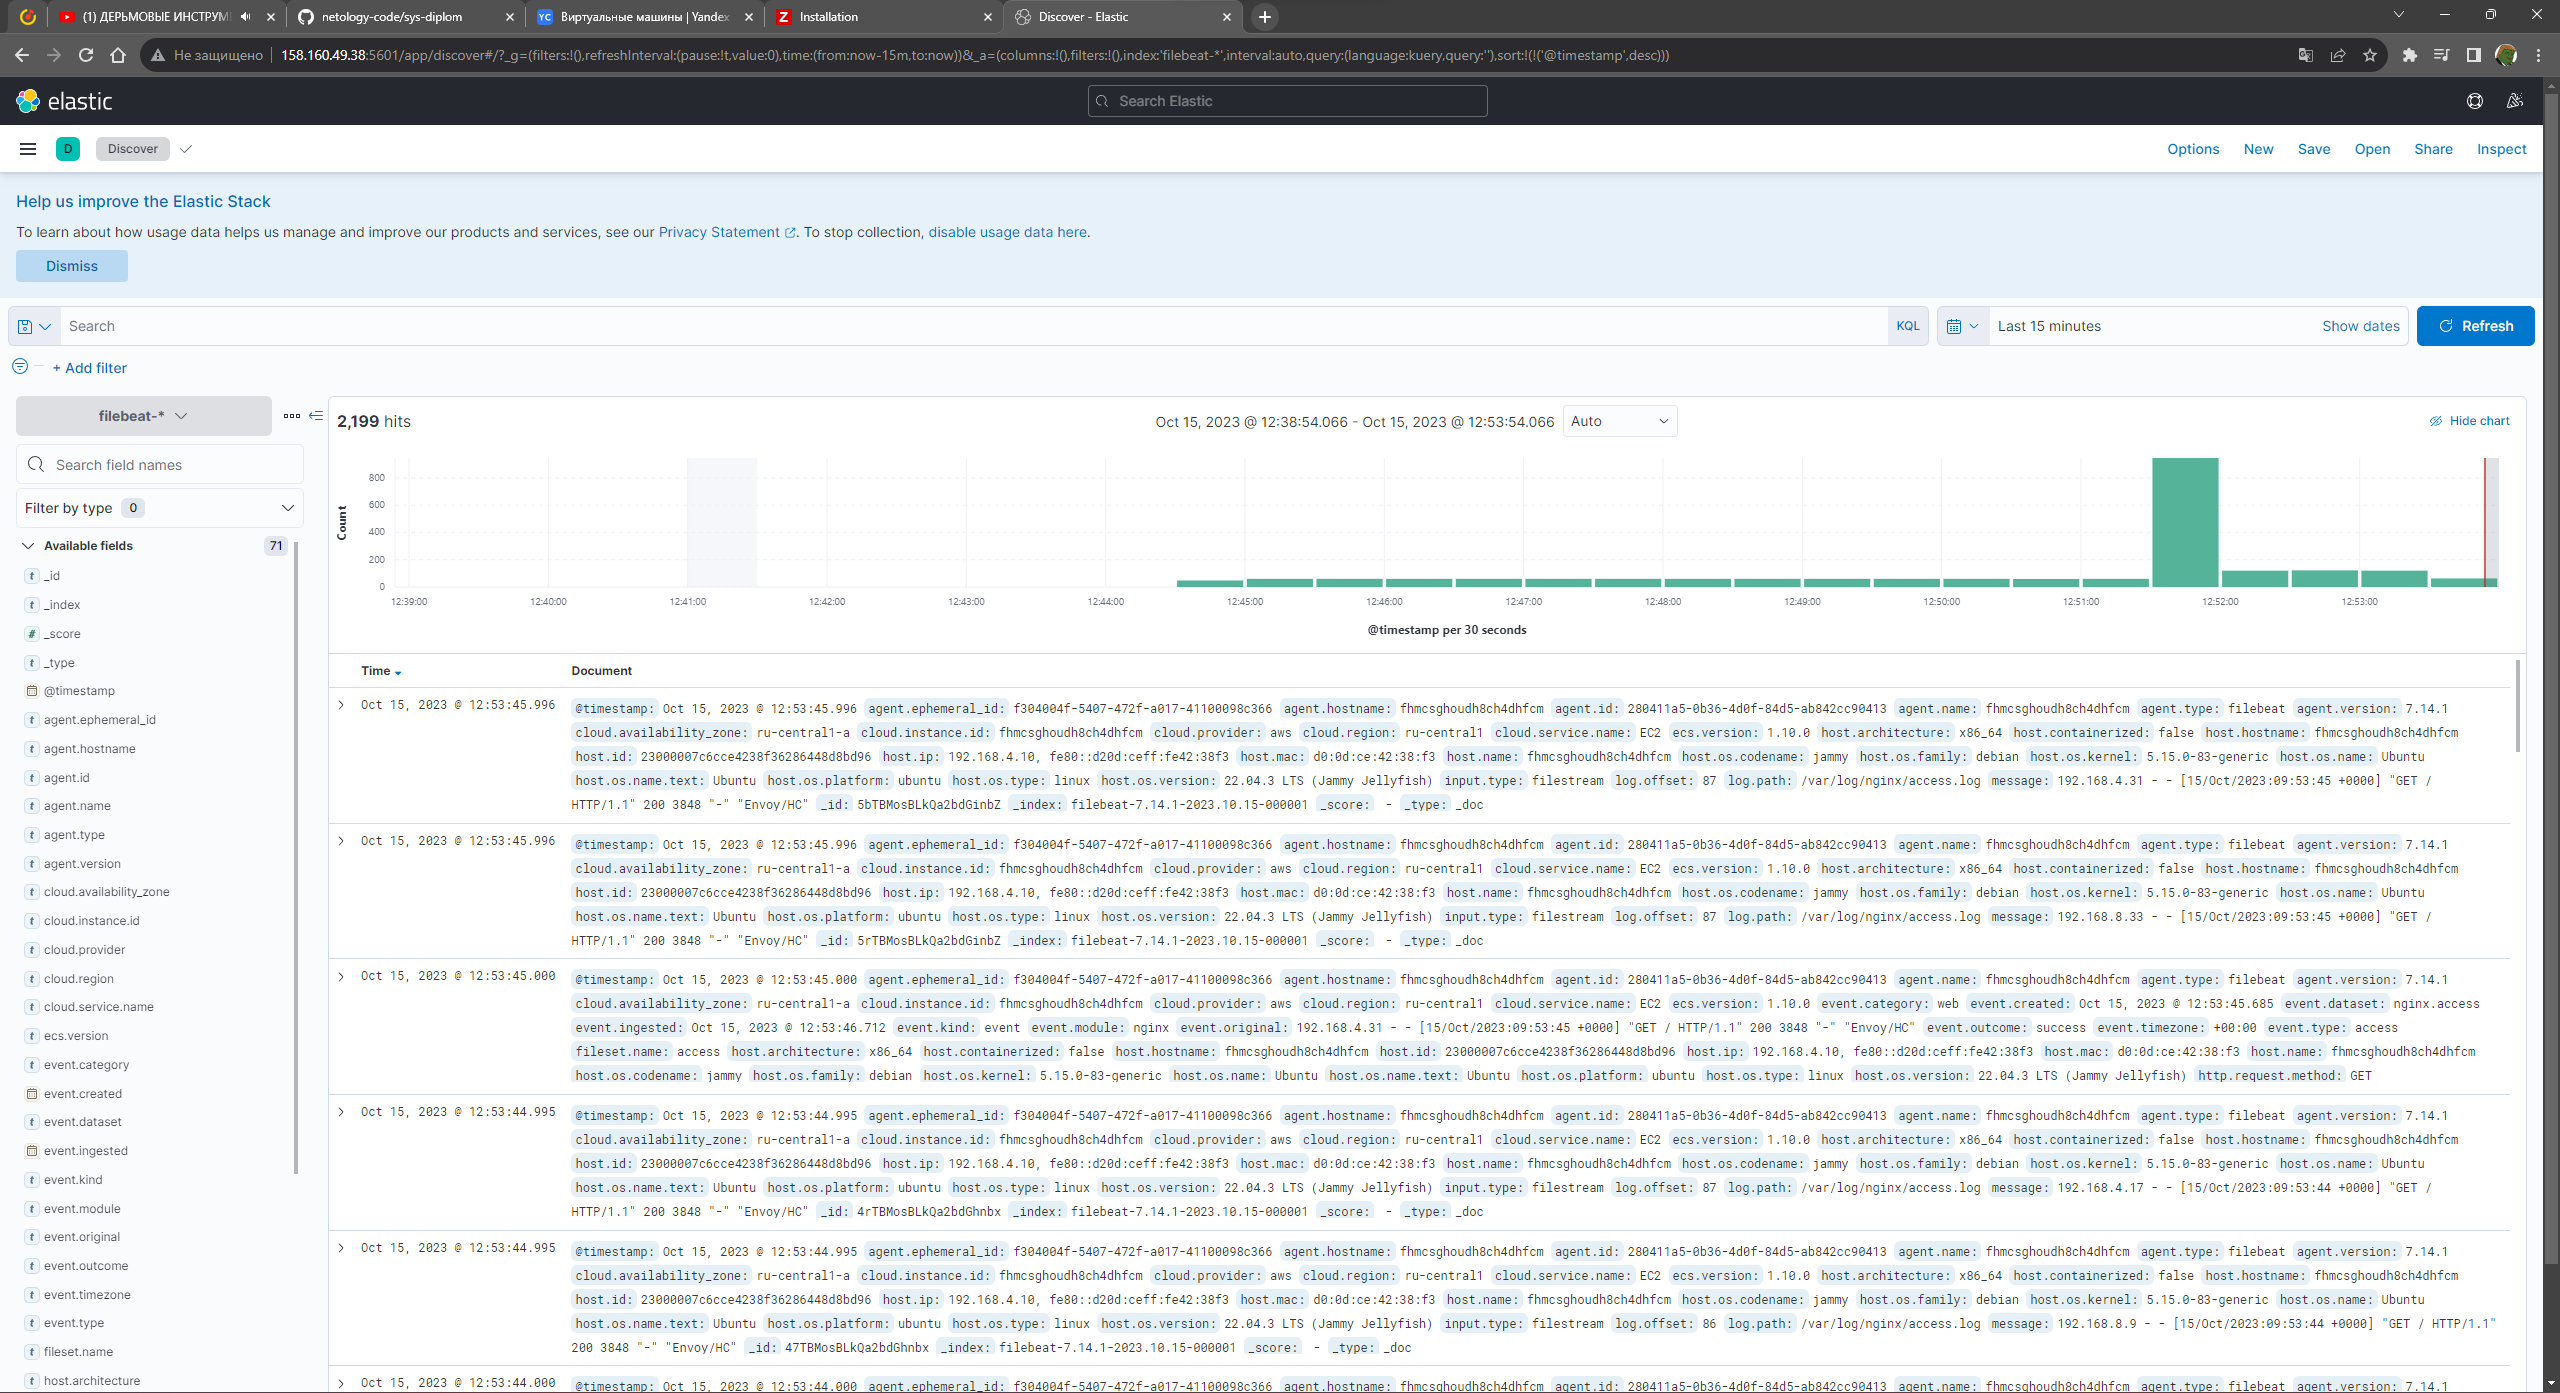 (1) ДЕРЬМОВЫЕ ИНСТРУМ
netology-code/sys-diplom
YC Виртуальные машины | Yandex
Z Installation
Discover - Elastic
Не защищено 158.160.49.38:5601/app/discover#/?_g=(filters:!(),refreshInterval:(pause:!t,value:0),time:(from:now-15m,to:now))&_a=(columns:!(),filters:!(),index:'filebeat-*',interval:auto,query:(language:kuery,query:''),sort:!(!('@timestamp',desc)))
elastic
Search Elastic
D Discover
Options New Save Open Share Inspect
Help us improve the Elastic Stack
To learn about how usage data helps us manage and improve our products and services, see our Privacy Statement. To stop collection, disable usage data here.
Dismiss
Search
KQL
Last 15 minutes
Show dates
Refresh
+ Add filter
filebeat-*
Search field names
Filter by type 0
Available fields 71
t _id
t _index
# _score
t _type
@timestamp
t agent.ephemeral_id
t agent.hostname
t agent.id
t agent.name
t agent.type
t agent.version
t cloud.availability_zone
t cloud.instance.id
t cloud.provider
t cloud.region
t cloud.service.name
t ecs.version
t event.category
event.created
t event.dataset
event.ingested
t event.kind
t event.module
t event.original
t event.outcome
t event.timezone
t event.type
t fileset.name
t host.architecture
2,199 hits
Oct 15, 2023 @ 12:38:54.066 - Oct 15, 2023 @ 12:53:54.066
Auto
Hide chart
Count
800
600
400
200
0
12:39:00 12:40:00 12:41:00 12:42:00 12:43:00 12:44:00 12:45:00 12:46:00 12:47:00 12:48:00 12:49:00 12:50:00 12:51:00 12:52:00 12:53:00
@timestamp per 30 seconds
Time Document
Oct 15, 2023 @ 12:53:45.996
@timestamp: Oct 15, 2023 @ 12:53:45.996 agent.ephemeral_id: f304004f-5407-472f-a017-41100098c366 agent.hostname: fhmcsghoudh8ch4dhfcm agent.id: 280411a5-0b36-4d0f-84d5-ab842cc90413 agent.name: fhmcsghoudh8ch4dhfcm agent.type: filebeat agent.version: 7.14.1
cloud.availability_zone: ru-central1-a cloud.instance.id: fhmcsghoudh8ch4dhfcm cloud.provider: aws cloud.region: ru-central1 cloud.service.name: EC2 ecs.version: 1.10.0 host.architecture: x86_64 host.containerized: false host.hostname: fhmcsghoudh8ch4dhfcm
host.id: 23000007c6cce4238f36286448d8bd96 host.ip: 192.168.4.10, fe80::d20d:ceff:fe42:38f3 host.mac: d0:0d:ce:42:38:f3 host.name: fhmcsghoudh8ch4dhfcm host.os.codename: jammy host.os.family: debian host.os.kernel: 5.15.0-83-generic host.os.name: Ubuntu
host.os.name.text: Ubuntu host.os.platform: ubuntu host.os.type: linux host.os.version: 22.04.3 LTS (Jammy Jellyfish) input.type: filestream log.offset: 87 log.path: /var/log/nginx/access.log message: 192.168.4.31 - - [15/Oct/2023:09:53:45 +0000] "GET /
HTTP/1.1" 200 3848 "-" "Envoy/HC" _id: 5bTBMosBLkQa2bdGinbZ _index: filebeat-7.14.1-2023.10.15-000001 _score: - _type: _doc
Oct 15, 2023 @ 12:53:45.996
@timestamp: Oct 15, 2023 @ 12:53:45.996 agent.ephemeral_id: f304004f-5407-472f-a017-41100098c366 agent.hostname: fhmcsghoudh8ch4dhfcm agent.id: 280411a5-0b36-4d0f-84d5-ab842cc90413 agent.name: fhmcsghoudh8ch4dhfcm agent.type: filebeat agent.version: 7.14.1
cloud.availability_zone: ru-central1-a cloud.instance.id: fhmcsghoudh8ch4dhfcm cloud.provider: aws cloud.region: ru-central1 cloud.service.name: EC2 ecs.version: 1.10.0 host.architecture: x86_64 host.containerized: false host.hostname: fhmcsghoudh8ch4dhfcm
host.id: 23000007c6cce4238f36286448d8bd96 host.ip: 192.168.4.10, fe80::d20d:ceff:fe42:38f3 host.mac: d0:0d:ce:42:38:f3 host.name: fhmcsghoudh8ch4dhfcm host.os.codename: jammy host.os.family: debian host.os.kernel: 5.15.0-83-generic host.os.name: Ubuntu
host.os.name.text: Ubuntu host.os.platform: ubuntu host.os.type: linux host.os.version: 22.04.3 LTS (Jammy Jellyfish) input.type: filestream log.offset: 87 log.path: /var/log/nginx/access.log message: 192.168.8.33 - - [15/Oct/2023:09:53:45 +0000] "GET /
HTTP/1.1" 200 3848 "-" "Envoy/HC" _id: 5rTBMosBLkQa2bdGinbZ _index: filebeat-7.14.1-2023.10.15-000001 _score: - _type: _doc
Oct 15, 2023 @ 12:53:45.000
@timestamp: Oct 15, 2023 @ 12:53:45.000 agent.ephemeral_id: f304004f-5407-472f-a017-41100098c366 agent.hostname: fhmcsghoudh8ch4dhfcm agent.id: 280411a5-0b36-4d0f-84d5-ab842cc90413 agent.name: fhmcsghoudh8ch4dhfcm agent.type: filebeat agent.version: 7.14.1
cloud.availability_zone: ru-central1-a cloud.instance.id: fhmcsghoudh8ch4dhfcm cloud.provider: aws cloud.region: ru-central1 cloud.service.name: EC2 ecs.version: 1.10.0 event.category: web event.created: Oct 15, 2023 @ 12:53:45.685 event.dataset: nginx.access
event.ingested: Oct 15, 2023 @ 12:53:46.712 event.kind: event event.module: nginx event.original: 192.168.4.31 - - [15/Oct/2023:09:53:45 +0000] "GET / HTTP/1.1" 200 3848 "-" "Envoy/HC" event.outcome: success event.timezone: +00:00 event.type: access
fileset.name: access host.architecture: x86_64 host.containerized: false host.hostname: fhmcsghoudh8ch4dhfcm host.id: 23000007c6cce4238f36286448d8bd96 host.ip: 192.168.4.10, fe80::d20d:ceff:fe42:38f3 host.mac: d0:0d:ce:42:38:f3 host.name: fhmcsghoudh8ch4dhfcm
host.os.codename: jammy host.os.family: debian host.os.kernel: 5.15.0-83-generic host.os.name: Ubuntu host.os.name.text: Ubuntu host.os.platform: ubuntu host.os.type: linux host.os.version: 22.04.3 LTS (Jammy Jellyfish) http.request.method: GET
Oct 15, 2023 @ 12:53:44.995
@timestamp: Oct 15, 2023 @ 12:53:44.995 agent.ephemeral_id: f304004f-5407-472f-a017-41100098c366 agent.hostname: fhmcsghoudh8ch4dhfcm agent.id: 280411a5-0b36-4d0f-84d5-ab842cc90413 agent.name: fhmcsghoudh8ch4dhfcm agent.type: filebeat agent.version: 7.14.1
cloud.availability_zone: ru-central1-a cloud.instance.id: fhmcsghoudh8ch4dhfcm cloud.provider: aws cloud.region: ru-central1 cloud.service.name: EC2 ecs.version: 1.10.0 host.architecture: x86_64 host.containerized: false host.hostname: fhmcsghoudh8ch4dhfcm
host.id: 23000007c6cce4238f36286448d8bd96 host.ip: 192.168.4.10, fe80::d20d:ceff:fe42:38f3 host.mac: d0:0d:ce:42:38:f3 host.name: fhmcsghoudh8ch4dhfcm host.os.codename: jammy host.os.family: debian host.os.kernel: 5.15.0-83-generic host.os.name: Ubuntu
host.os.name.text: Ubuntu host.os.platform: ubuntu host.os.type: linux host.os.version: 22.04.3 LTS (Jammy Jellyfish) input.type: filestream log.offset: 87 log.path: /var/log/nginx/access.log message: 192.168.4.17 - - [15/Oct/2023:09:53:44 +0000] "GET /
HTTP/1.1" 200 3848 "-" "Envoy/HC" _id: 4rTBMosBLkQa2bdGhnbx _index: filebeat-7.14.1-2023.10.15-000001 _score: - _type: _doc
Oct 15, 2023 @ 12:53:44.995
@timestamp: Oct 15, 2023 @ 12:53:44.995 agent.ephemeral_id: f304004f-5407-472f-a017-41100098c366 agent.hostname: fhmcsghoudh8ch4dhfcm agent.id: 280411a5-0b36-4d0f-84d5-ab842cc90413 agent.name: fhmcsghoudh8ch4dhfcm agent.type: filebeat agent.version: 7.14.1
cloud.availability_zone: ru-central1-a cloud.instance.id: fhmcsghoudh8ch4dhfcm cloud.provider: aws cloud.region: ru-central1 cloud.service.name: EC2 ecs.version: 1.10.0 host.architecture: x86_64 host.containerized: false host.hostname: fhmcsghoudh8ch4dhfcm
host.id: 23000007c6cce4238f36286448d8bd96 host.ip: 192.168.4.10, fe80::d20d:ceff:fe42:38f3 host.mac: d0:0d:ce:42:38:f3 host.name: fhmcsghoudh8ch4dhfcm host.os.codename: jammy host.os.family: debian host.os.kernel: 5.15.0-83-generic host.os.name: Ubuntu
host.os.name.text: Ubuntu host.os.platform: ubuntu host.os.type: linux host.os.version: 22.04.3 LTS (Jammy Jellyfish) input.type: filestream log.offset: 86 log.path: /var/log/nginx/access.log message: 192.168.8.9 - - [15/Oct/2023:09:53:44 +0000] "GET / HTTP/1.1"
200 3848 "-" "Envoy/HC" _id: 47TBMosBLkQa2bdGhnbx _index: filebeat-7.14.1-2023.10.15-000001 _score: - _type: _doc
Oct 15, 2023 @ 12:53:44.000
@timestamp: Oct 15, 2023 @ 12:53:44.000 agent.ephemeral_id: f304004f-5407-472f-a017-41100098c366 agent.hostname: fhmcsghoudh8ch4dhfcm agent.id: 280411a5-0b36-4d0f-84d5-ab842cc90413 agent.name: fhmcsghoudh8ch4dhfcm agent.type: filebeat agent.version: 7.14.1